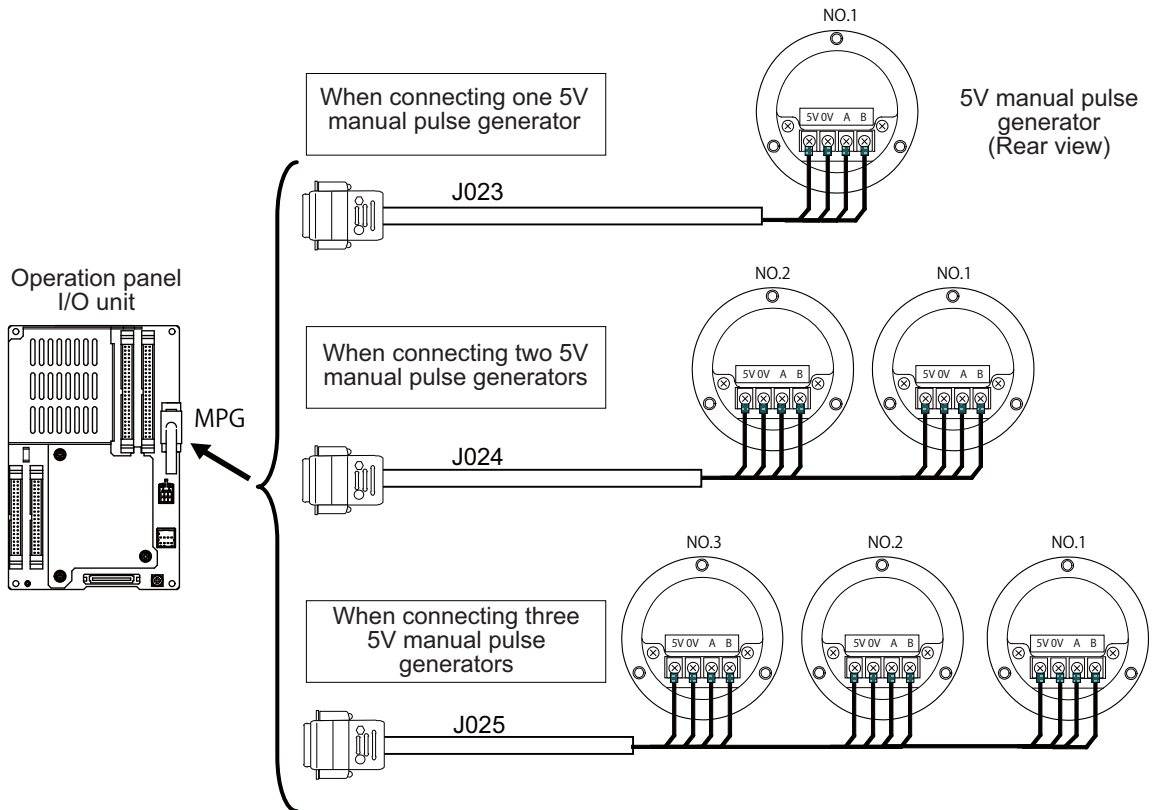 NO.1
When connecting one 5V
manual pulse generator
5V manual pulse
generator
(Rear view)
5V 0V A B
J023
Operation panel
I/O unit
MPG
NO.2
NO.1
When connecting two 5V
manual pulse generators
5V 0V A B
5V 0V A B
J024
NO.3
NO.2
NO.1
When connecting three
5V manual pulse
generators
5V 0V A B
5V 0V A B
5V 0V A B
J025